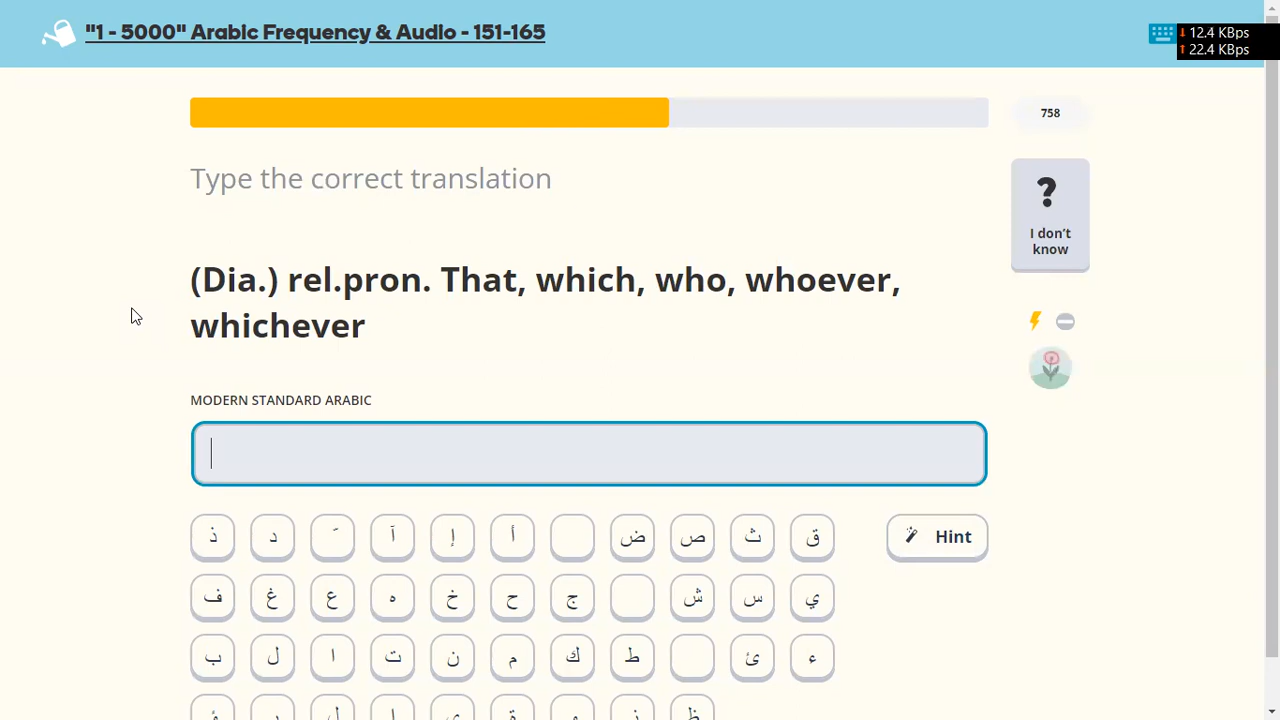 "1 - 5000" Arabic Frequency & Audio - 151-165
12.4 KBps
22.4 KBps
758
Type the correct translation
?
I don't know
(Dia.) rel.pron. That, which, who, whoever,
whichever
MODERN STANDARD ARABIC
ذ د َ آ إ أ ض ص ث ق
Hint
ف غ ع ه خ ح ج ش س ي
ب ل ا ت ن م ك ط ئ ء